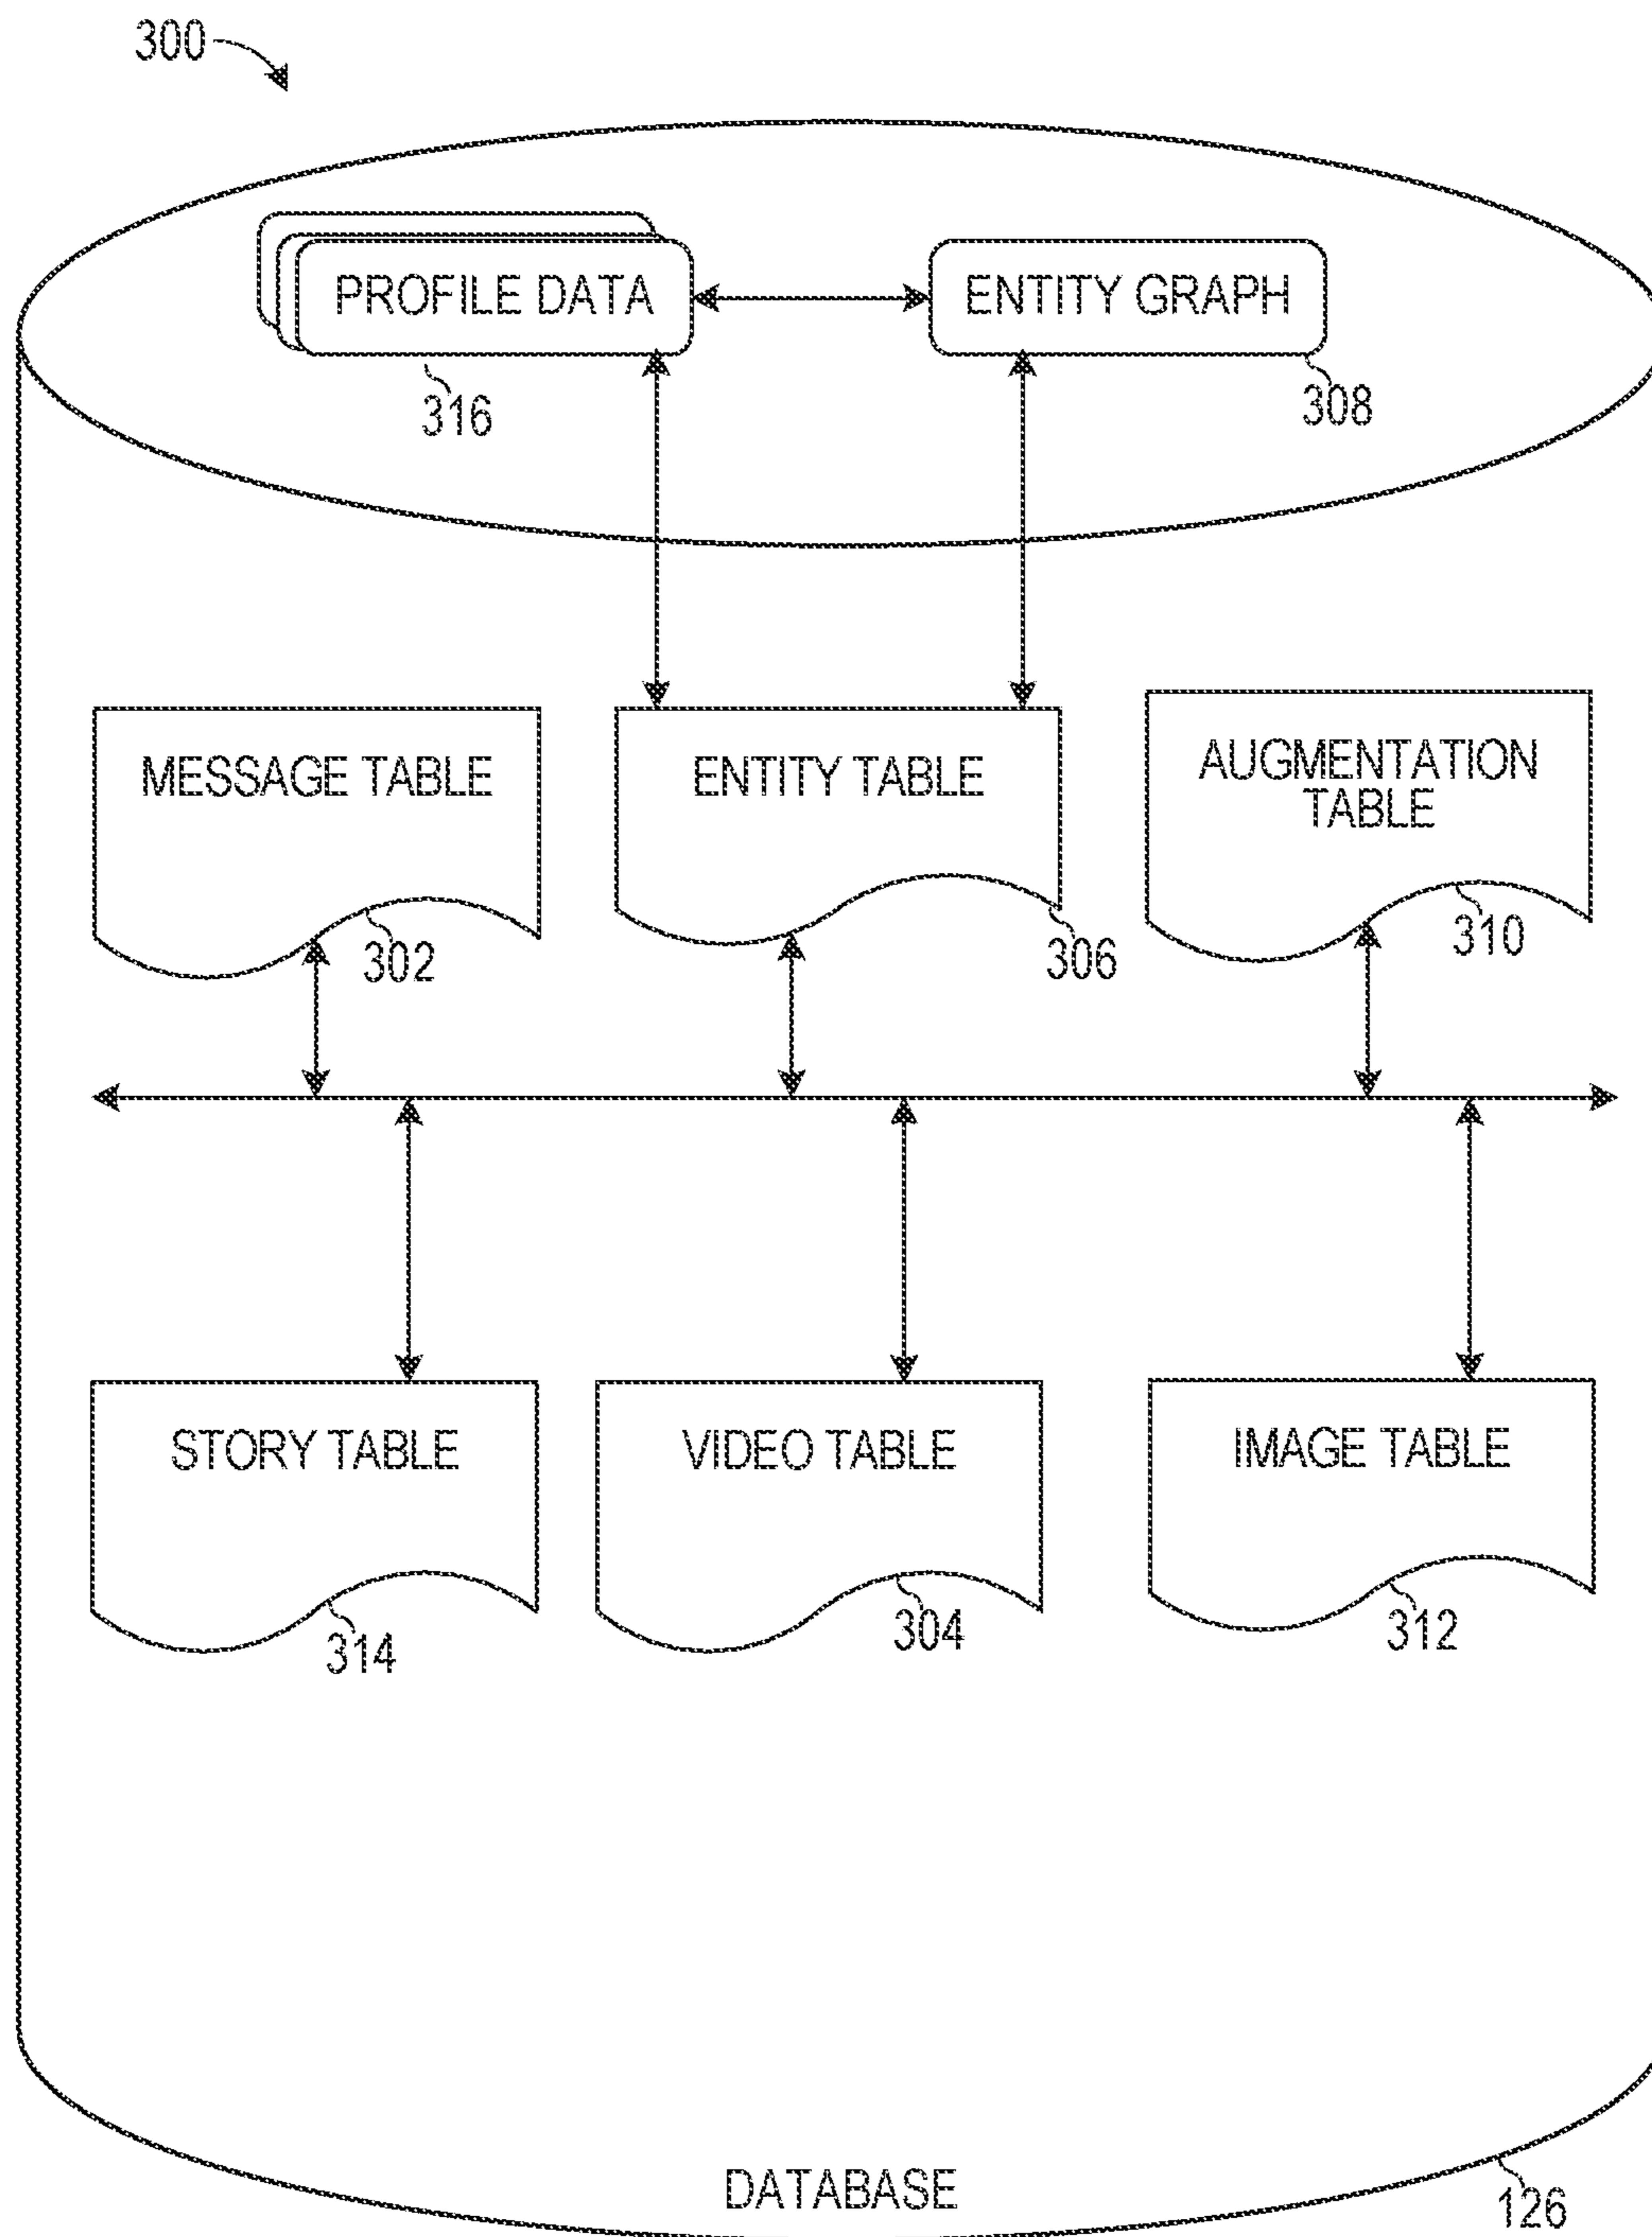 300
PROFILE DATA
ENTITY GRAPH
316
308
MESSAGE TABLE
ENTITY TABLE
AUGMENTATION
TABLE
302
306
310
STORY TABLE
VIDEO TABLE
IMAGE TABLE
314
304
312
DATABASE
126